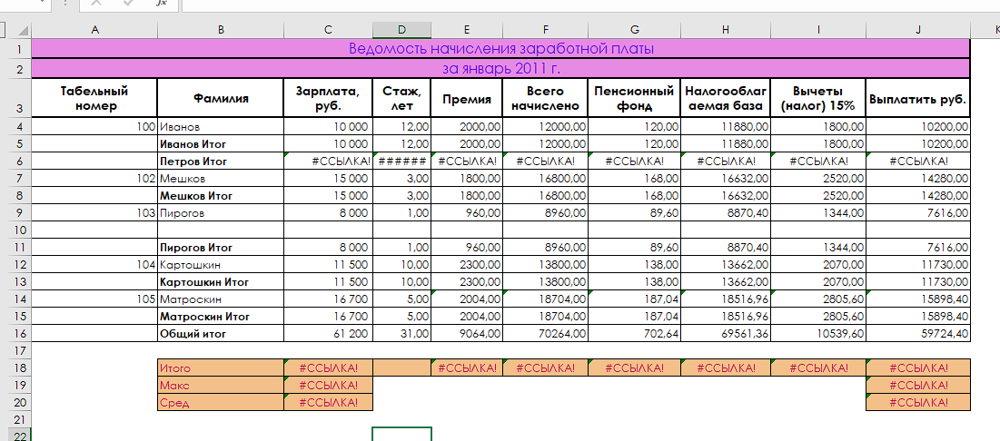 fx
A B C D E F G H I J K
1 Ведомость начисления заработной платы
2 за январь 2011 г.
3 Табельный номер Фамилия Зарплата, руб. Стаж, лет Премия Всего начислено Пенсионный фонд Налогооблаг аемая база Вычеты (налог) 15% Выплатить руб.
4 100 Иванов 10 000 12,00 2000,00 12000,00 120,00 11880,00 1800,00 10200,00
5 Иванов Итог 10 000 12,00 2000,00 12000,00 120,00 11880,00 1800,00 10200,00
6 Петров Итог #ССЫЛКА! ###### #ССЫЛКА! #ССЫЛКА! #ССЫЛКА! #ССЫЛКА! #ССЫЛКА! #ССЫЛКА!
7 102 Мешков 15 000 3,00 1800,00 16800,00 168,00 16632,00 2520,00 14280,00
8 Мешков Итог 15 000 3,00 1800,00 16800,00 168,00 16632,00 2520,00 14280,00
9 103 Пирогов 8 000 1,00 960,00 8960,00 89,60 8870,40 1344,00 7616,00
10
11 Пирогов Итог 8 000 1,00 960,00 8960,00 89,60 8870,40 1344,00 7616,00
12 104 Картошкин 11 500 10,00 2300,00 13800,00 138,00 13662,00 2070,00 11730,00
13 Картошкин Итог 11 500 10,00 2300,00 13800,00 138,00 13662,00 2070,00 11730,00
14 105 Матроскин 16 700 5,00 2004,00 18704,00 187,04 18516,96 2805,60 15898,40
15 Матроскин Итог 16 700 5,00 2004,00 18704,00 187,04 18516,96 2805,60 15898,40
16 Общий итог 61 200 31,00 9064,00 70264,00 702,64 69561,36 10539,60 59724,40
17
18 Итого #ССЫЛКА! #ССЫЛКА! #ССЫЛКА! #ССЫЛКА! #ССЫЛКА! #ССЫЛКА! #ССЫЛКА!
19 Макс #ССЫЛКА! #ССЫЛКА!
20 Сред #ССЫЛКА! #ССЫЛКА!
21
22